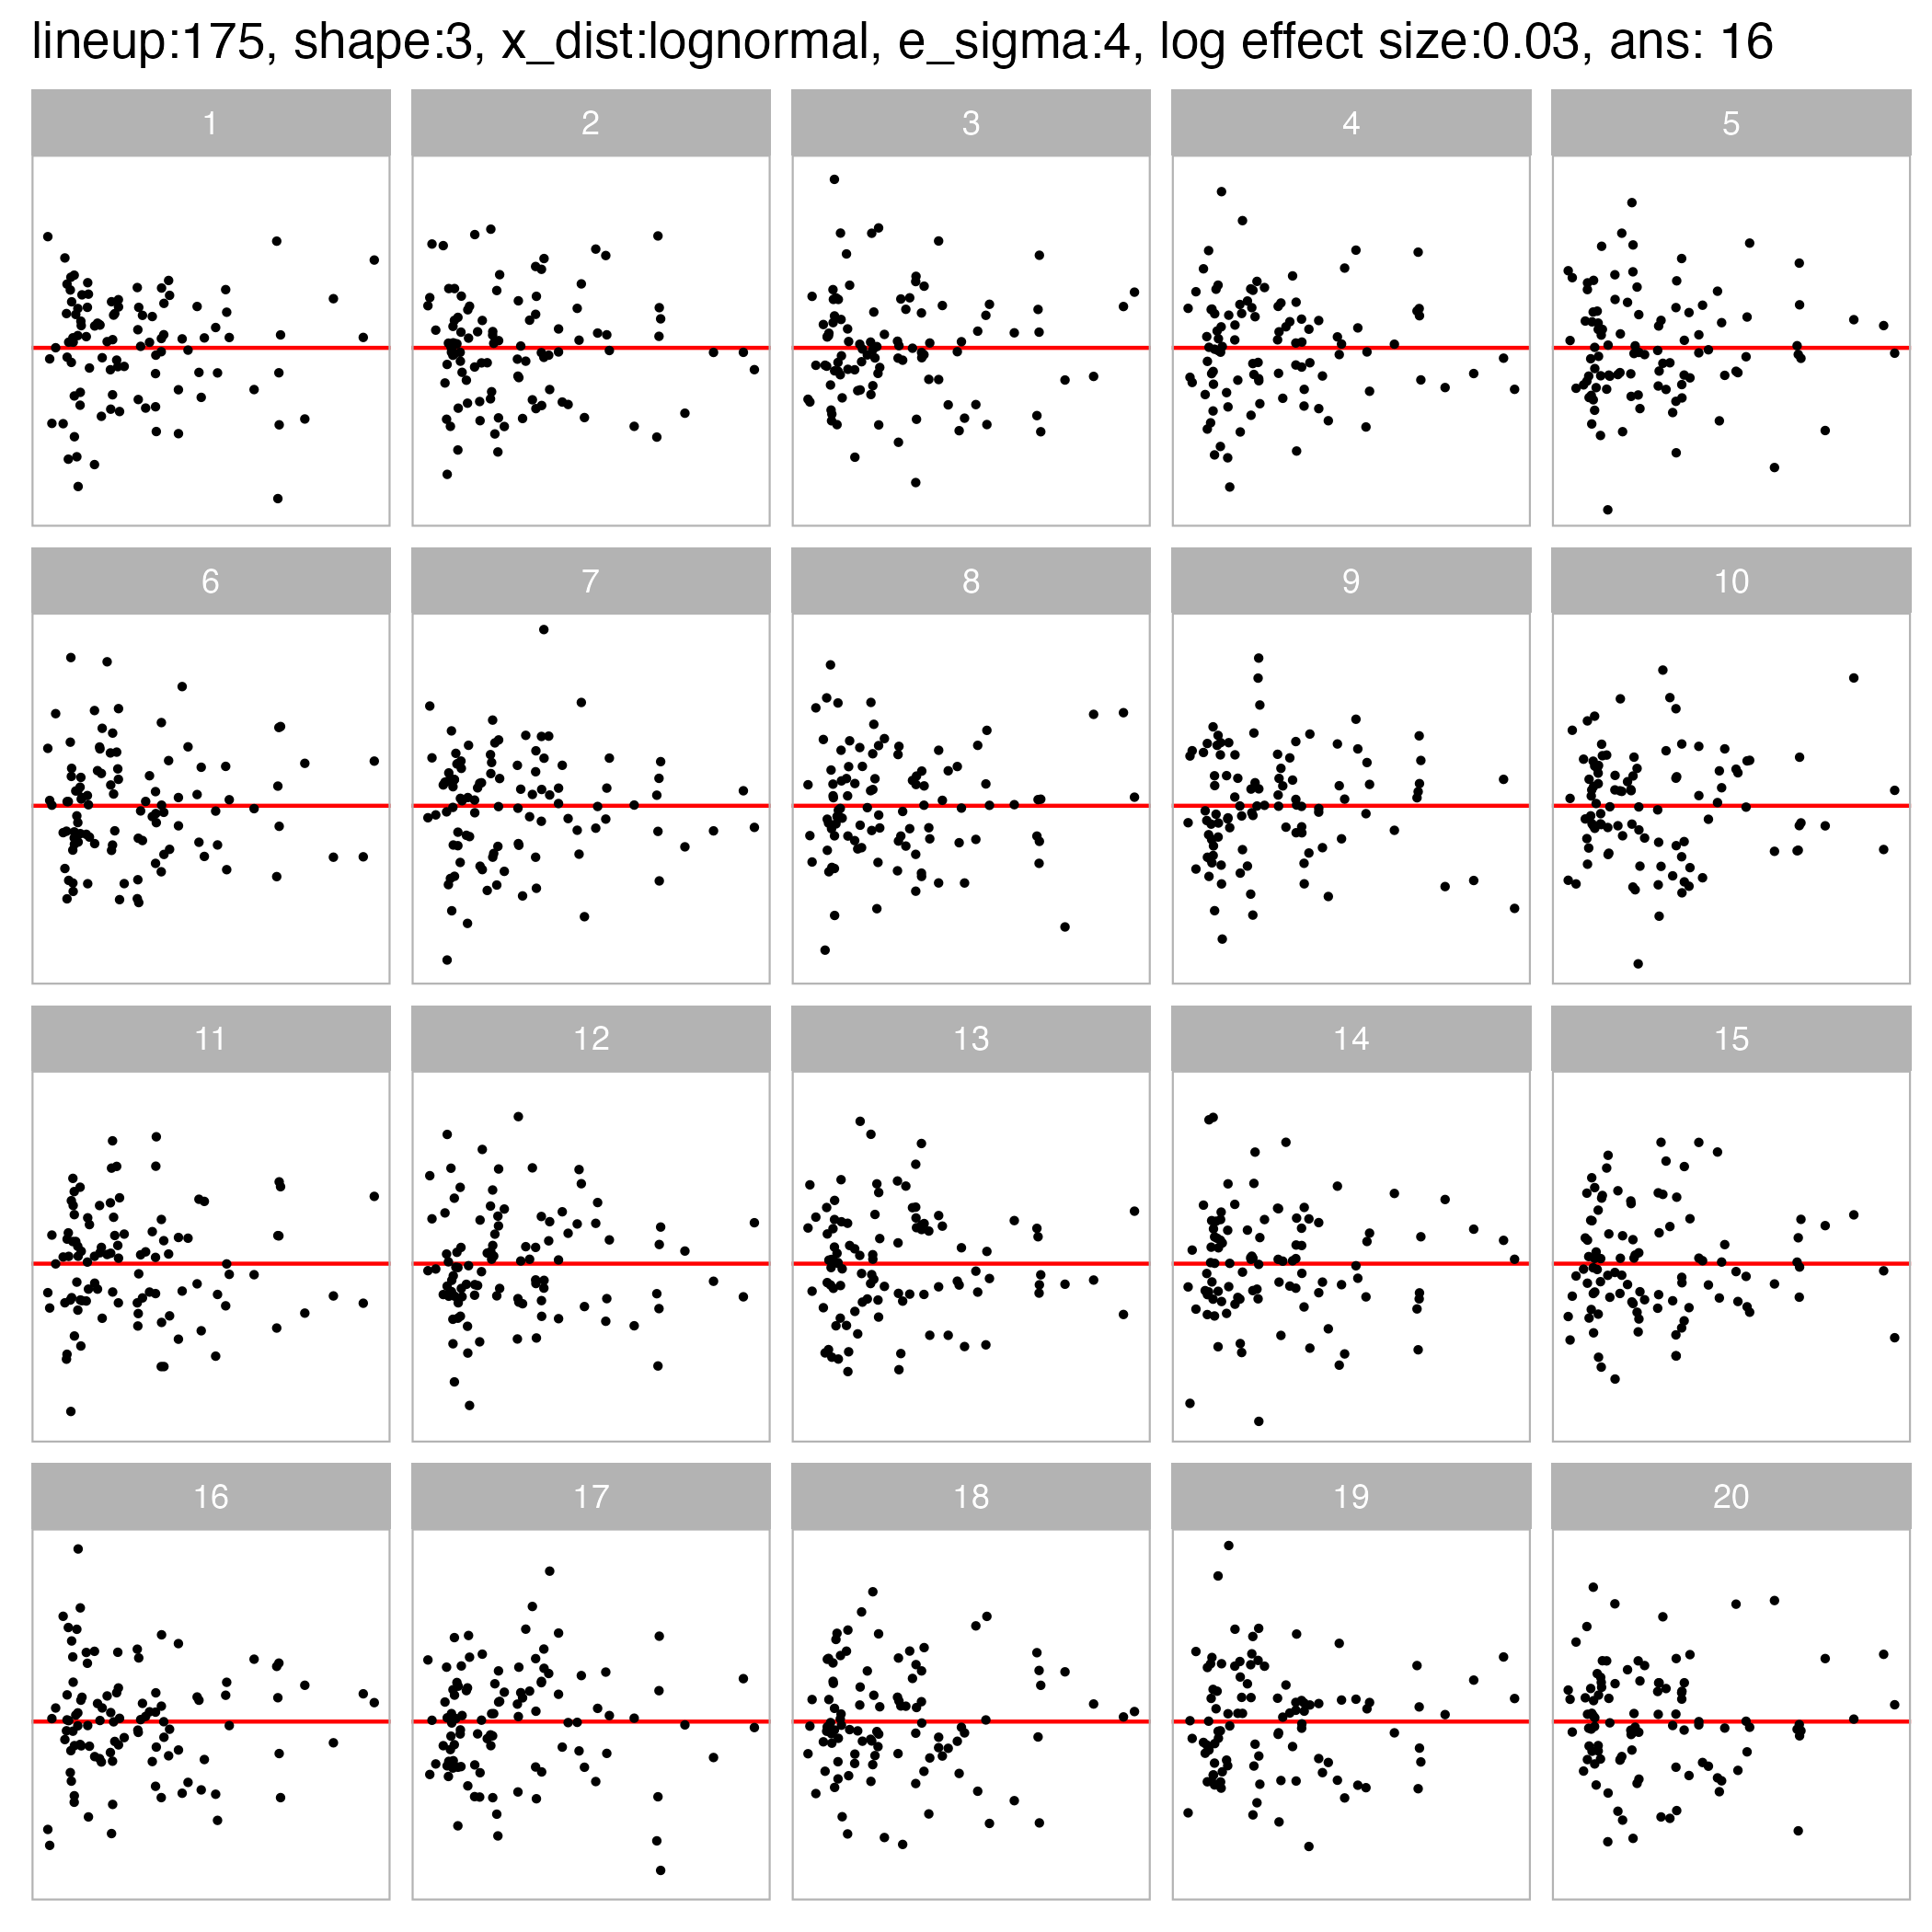 lineup:175, shape:3, x_dist:lognormal, e_sigma:4, log effect size:0.03, ans: 16
1 2 3 4 5
6 7 8 9 10
11 12 13 14 15
16 17 18 19 20